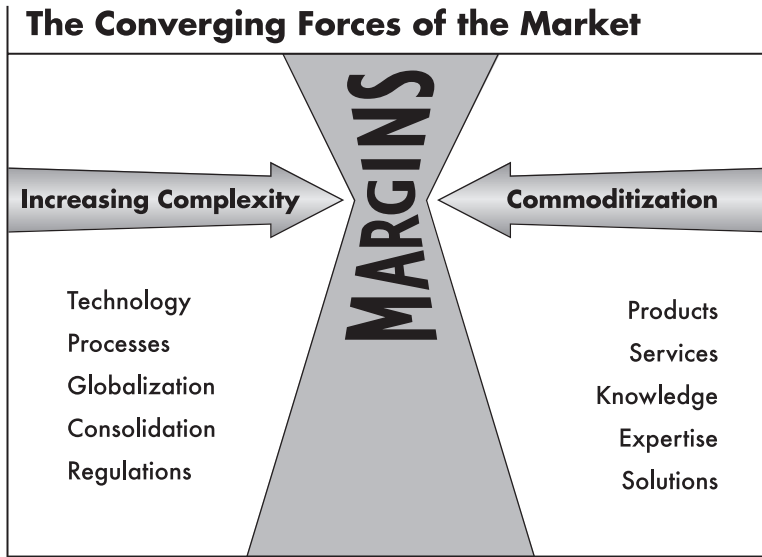 The Converging Forces of the Market
MARGINS
Increasing Complexity
Commoditization
Technology
Processes
Globalization
Consolidation
Regulations
Products
Services
Knowledge
Expertise
Solutions